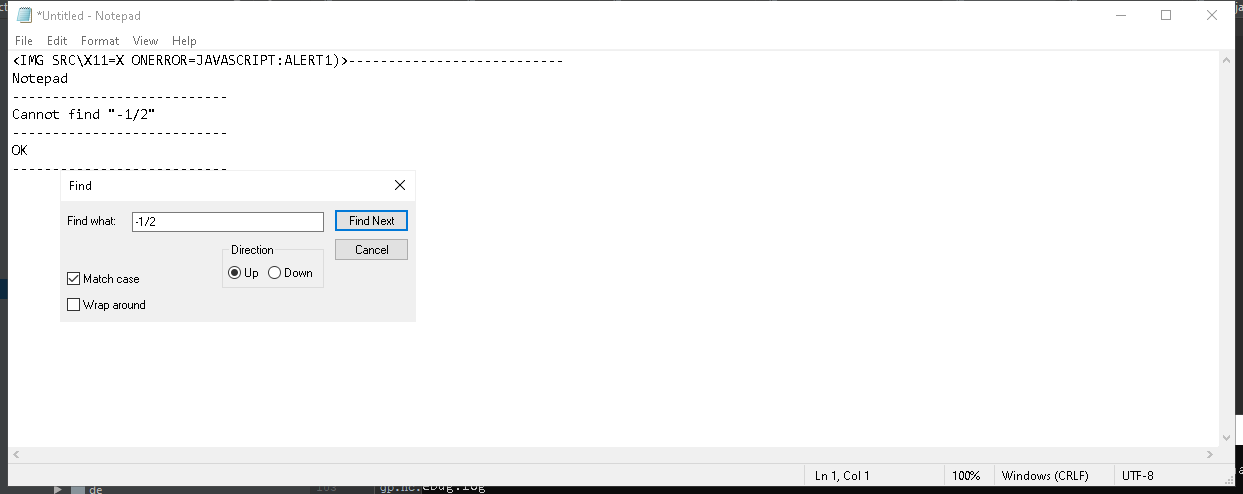 *Untitled - Notepad
File Edit Format View Help
<IMG SRC\X11=X ONERROR=JAVASCRIPT:ALERT1)>---------------------------
Notepad
---------------------------
Cannot find "-1/2"
---------------------------
OK
---------------------------
Find
Find what: -1/2 Find Next
Direction Cancel
Up Down
Match case
Wrap around
Ln 1, Col 1 100% Windows (CRLF) UTF-8
de